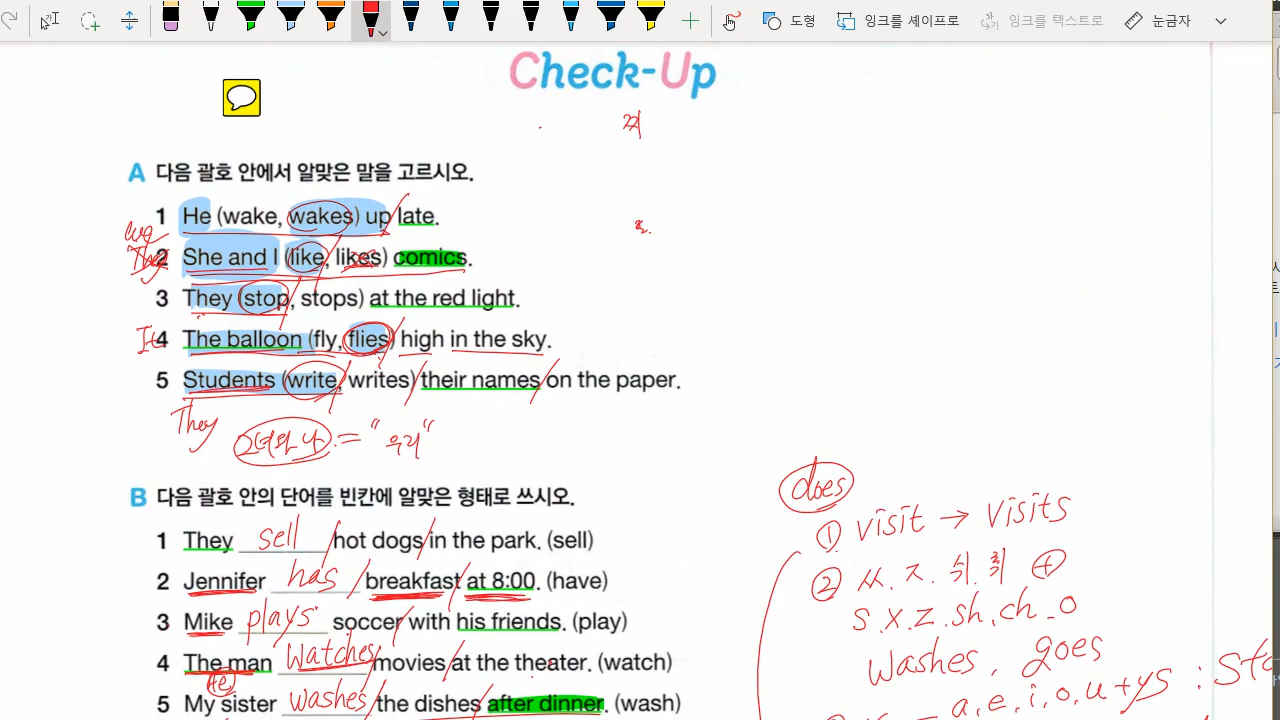 도형 잉크를 셰이프로 잉크를 텍스트로 눈금자
Check-Up
A 다음 괄호 안에서 알맞은 말을 고르시오.
1 He (wake, wakes) up late.
we
They
2 She and I (like, likes) comics.
3 They (stop, stops) at the red light.
It
4 The balloon (fly, flies) high in the sky.
5 Students (write, writes) their names on the paper.
They
그녀와 나 = "우리"
B 다음 괄호 안의 단어를 빈칸에 알맞은 형태로 쓰시오.
1 They sell hot dogs in the park. (sell)
2 Jennifer has breakfast at 8:00. (have)
3 Mike plays soccer with his friends. (play)
4 The man watches movies at the theater. (watch)
5 My sister washes the dishes after dinner. (wash)
does
① visit → visits
② ㅆ. ㅈ. 쉬 취
s.x.z.sh.ch_o
washes, goes
a.e.i.o.u+ys :